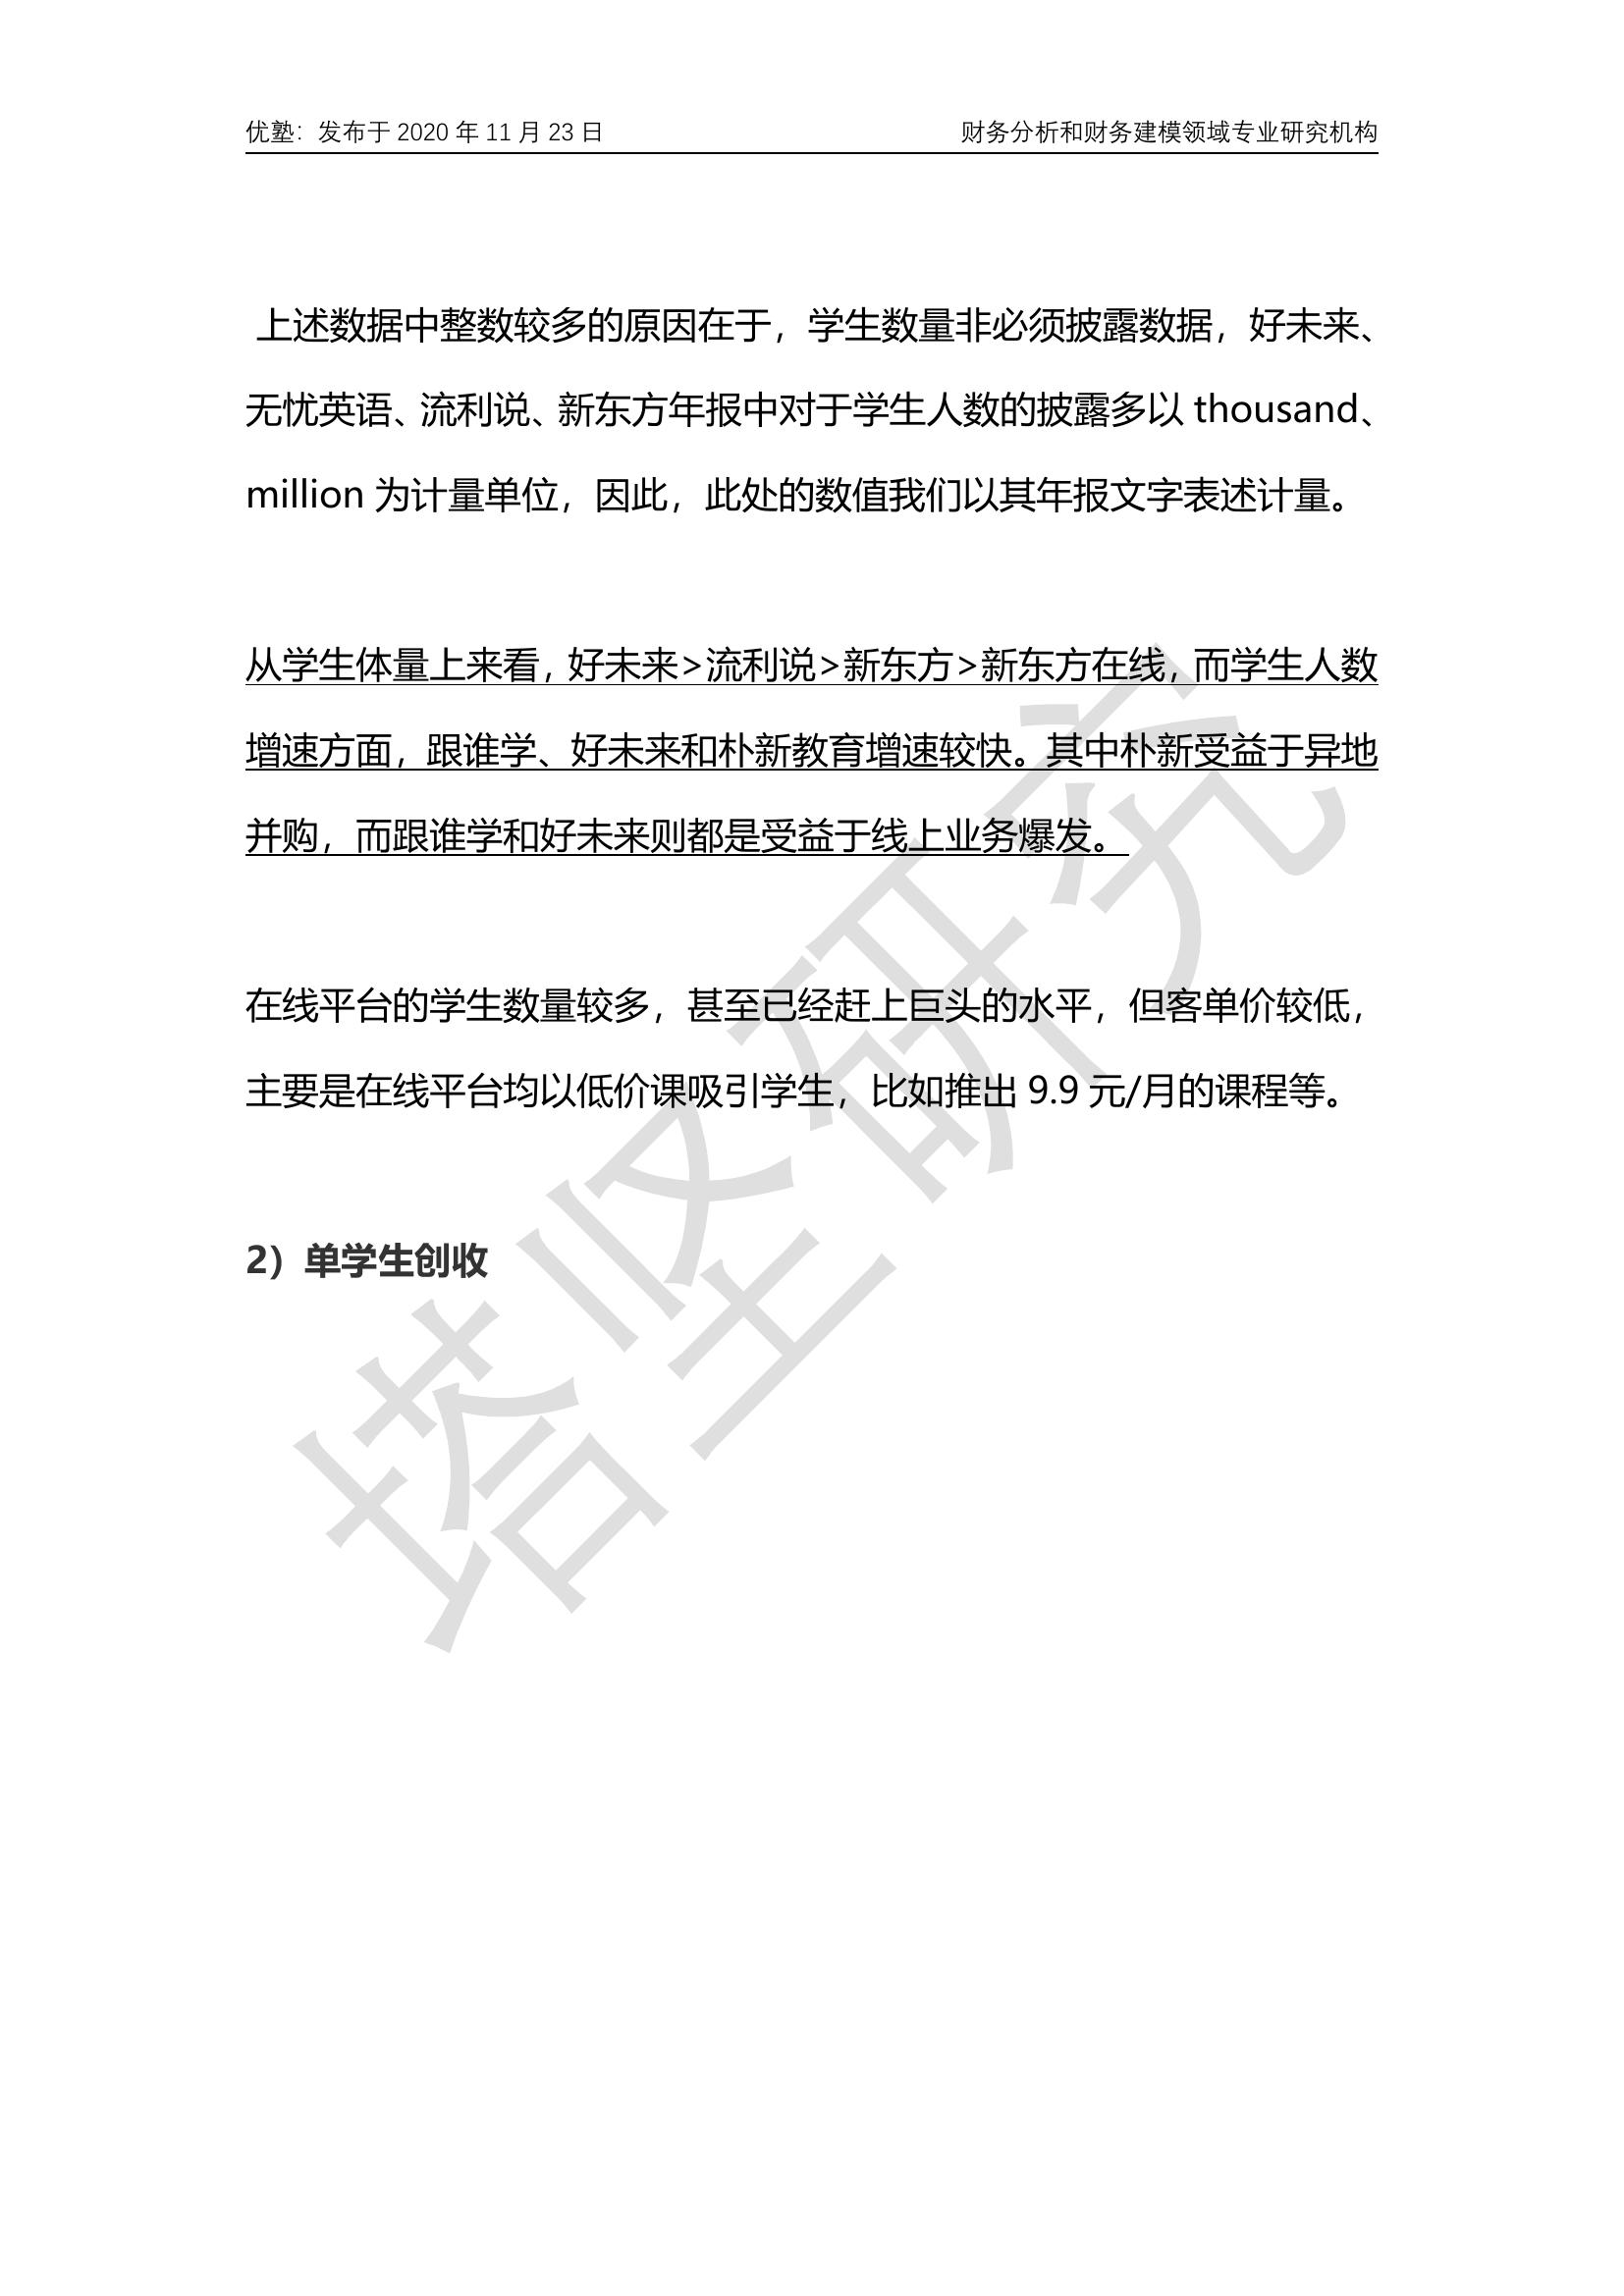 优塾：发布于 2020 年 11 月 23 日 财务分析和财务建模领域专业研究机构
上述数据中整数较多的原因在于，学生数量非必须披露数据，好未来、
无忧英语、流利说、新东方年报中对于学生人数的披露多以 thousand、
million 为计量单位，因此，此处的数值我们以其年报文字表述计量。
从学生体量上来看，好未来>流利说>新东方>新东方在线，而学生人数
增速方面，跟谁学、好未来和朴新教育增速较快。其中朴新受益于异地
并购，而跟谁学和好未来则都是受益于线上业务爆发。
在线平台的学生数量较多，甚至已经赶上巨头的水平，但客单价较低，
主要是在线平台均以低价课吸引学生，比如推出 9.9 元/月的课程等。
2）单学生创收
塔坚研究